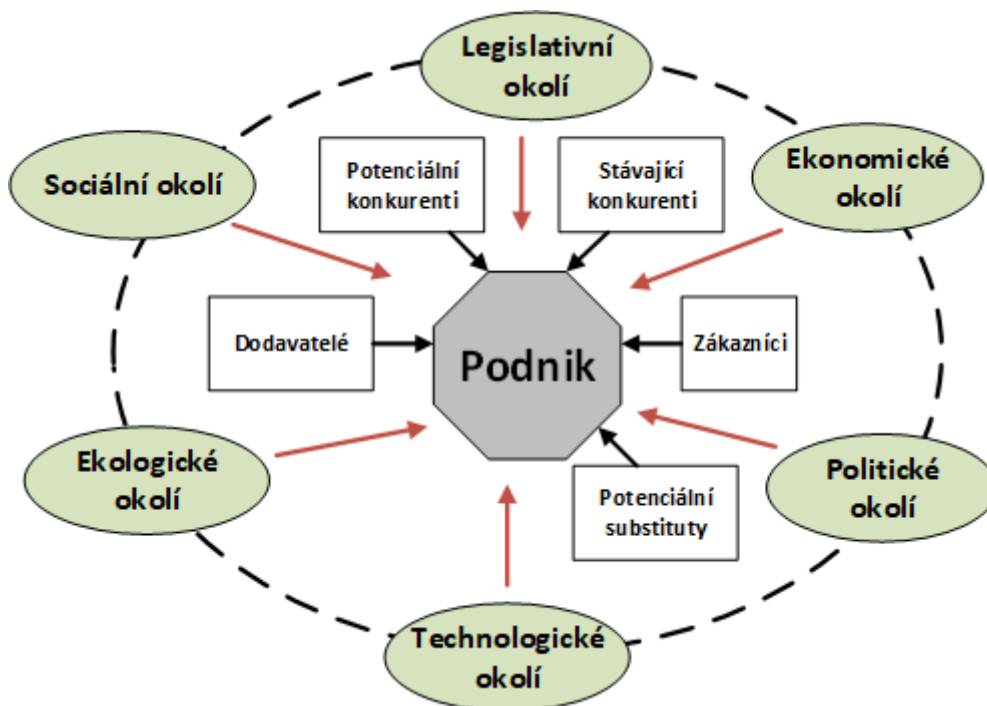 Legislativní
okolí
Sociální okolí
Ekonomické
okolí
Potenciální
konkurenti
Stávající
konkurenti
Dodavatelé
Podnik
Zákazníci
Ekologické
okolí
Politické
okolí
Potenciální
substituty
Technologické
okolí